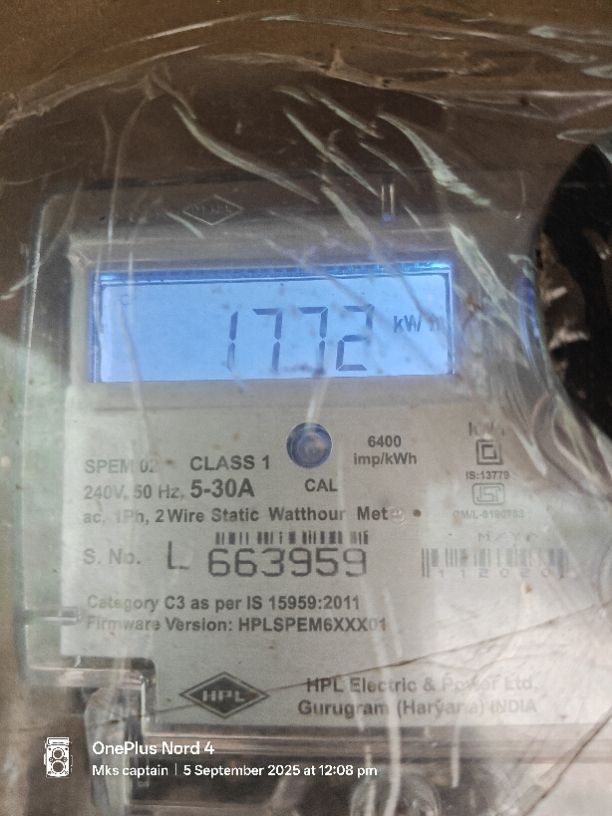 1772 kWh
6400
imp/kWh
SPEM 02 CLASS 1
240V, 50 Hz, 5-30A
CAL
IS:13779
ac, 1Ph, 2 Wire Static Watthour
S. No. L 663959
M/Yr
112020
Category C3 as per IS 15959:2011
Firmware Version: HPLSPEM6XXX01
HPL
HPL Electric & Power Ltd.
Gurugram (Haryana) INDIA
OnePlus Nord 4
Mks captain | 5 September 2025 at 12:08 pm